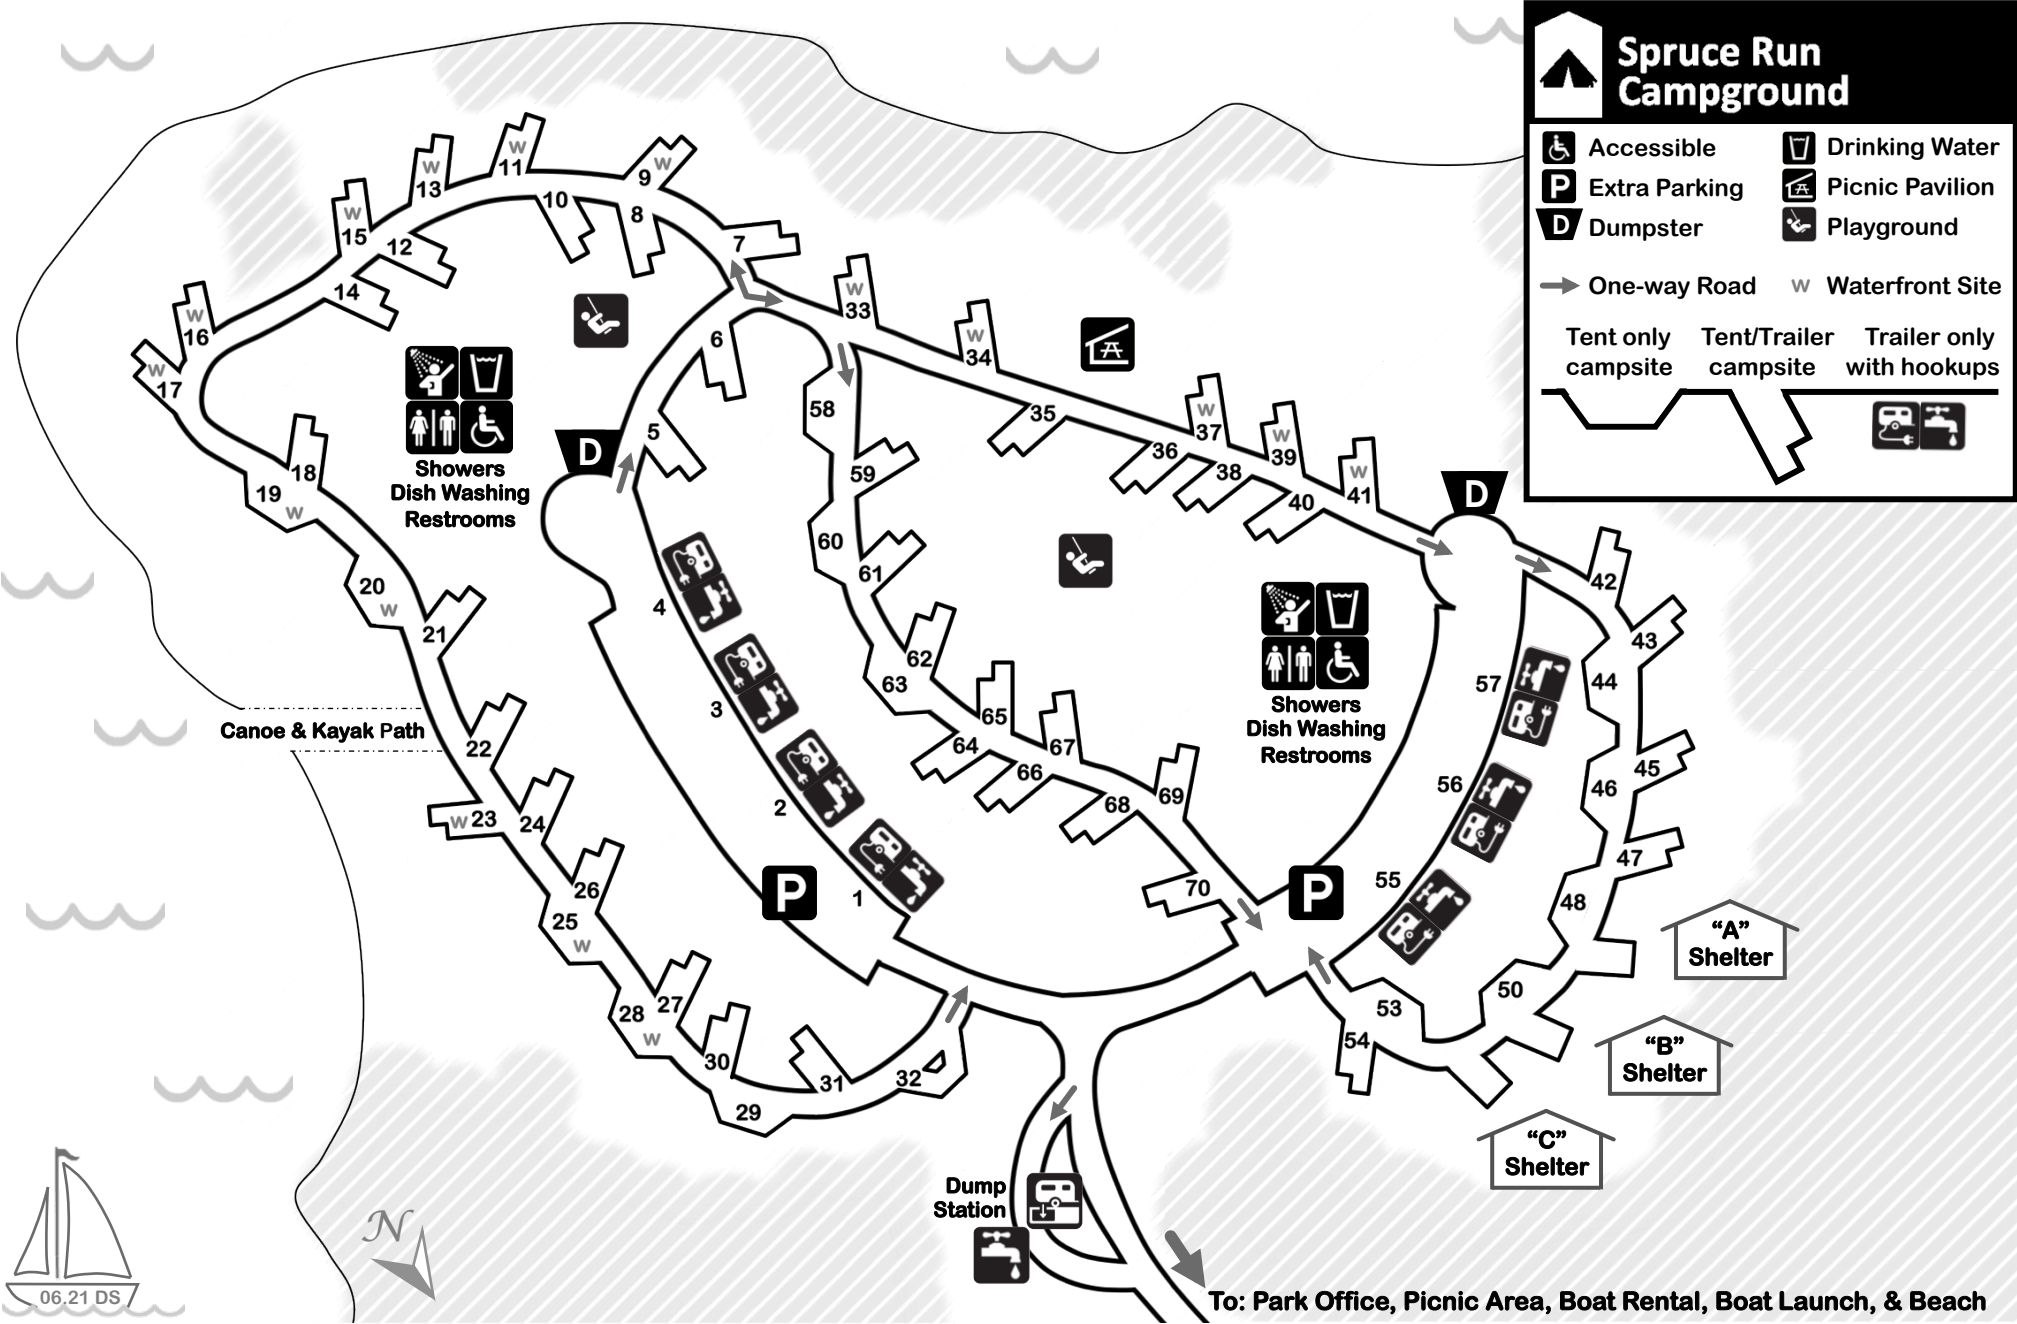 Spruce Run
Campground
Accessible
Drinking Water
P
Extra Parking
Picnic Pavilion
D
Dumpster
Playground
One-way Road
W
Waterfront Site
Tent only
campsite
Tent/Trailer
campsite
Trailer only
with hookups
W
11
W
13
10
W
9
8
W
15
12
7
14
W
16
W
33
6
W
34
W
17
58
35
5
W
37
36
38
W
39
40
W
41
D
Showers
Dish Washing
Restrooms
18
19
W
59
60
61
D
20
W
21
4
42
43
62
63
44
57
3
65
64
66
67
Showers
Dish Washing
Restrooms
Canoe & Kayak Path
22
45
46
56
2
68
69
W 23
24
47
48
26
25
W
1
P
70
P
55
"A"
Shelter
50
53
54
28
27
W
30
31
32
29
"B"
Shelter
"C"
Shelter
Dump
Station
N
06.21 DS
To: Park Office, Picnic Area, Boat Rental, Boat Launch, & Beach